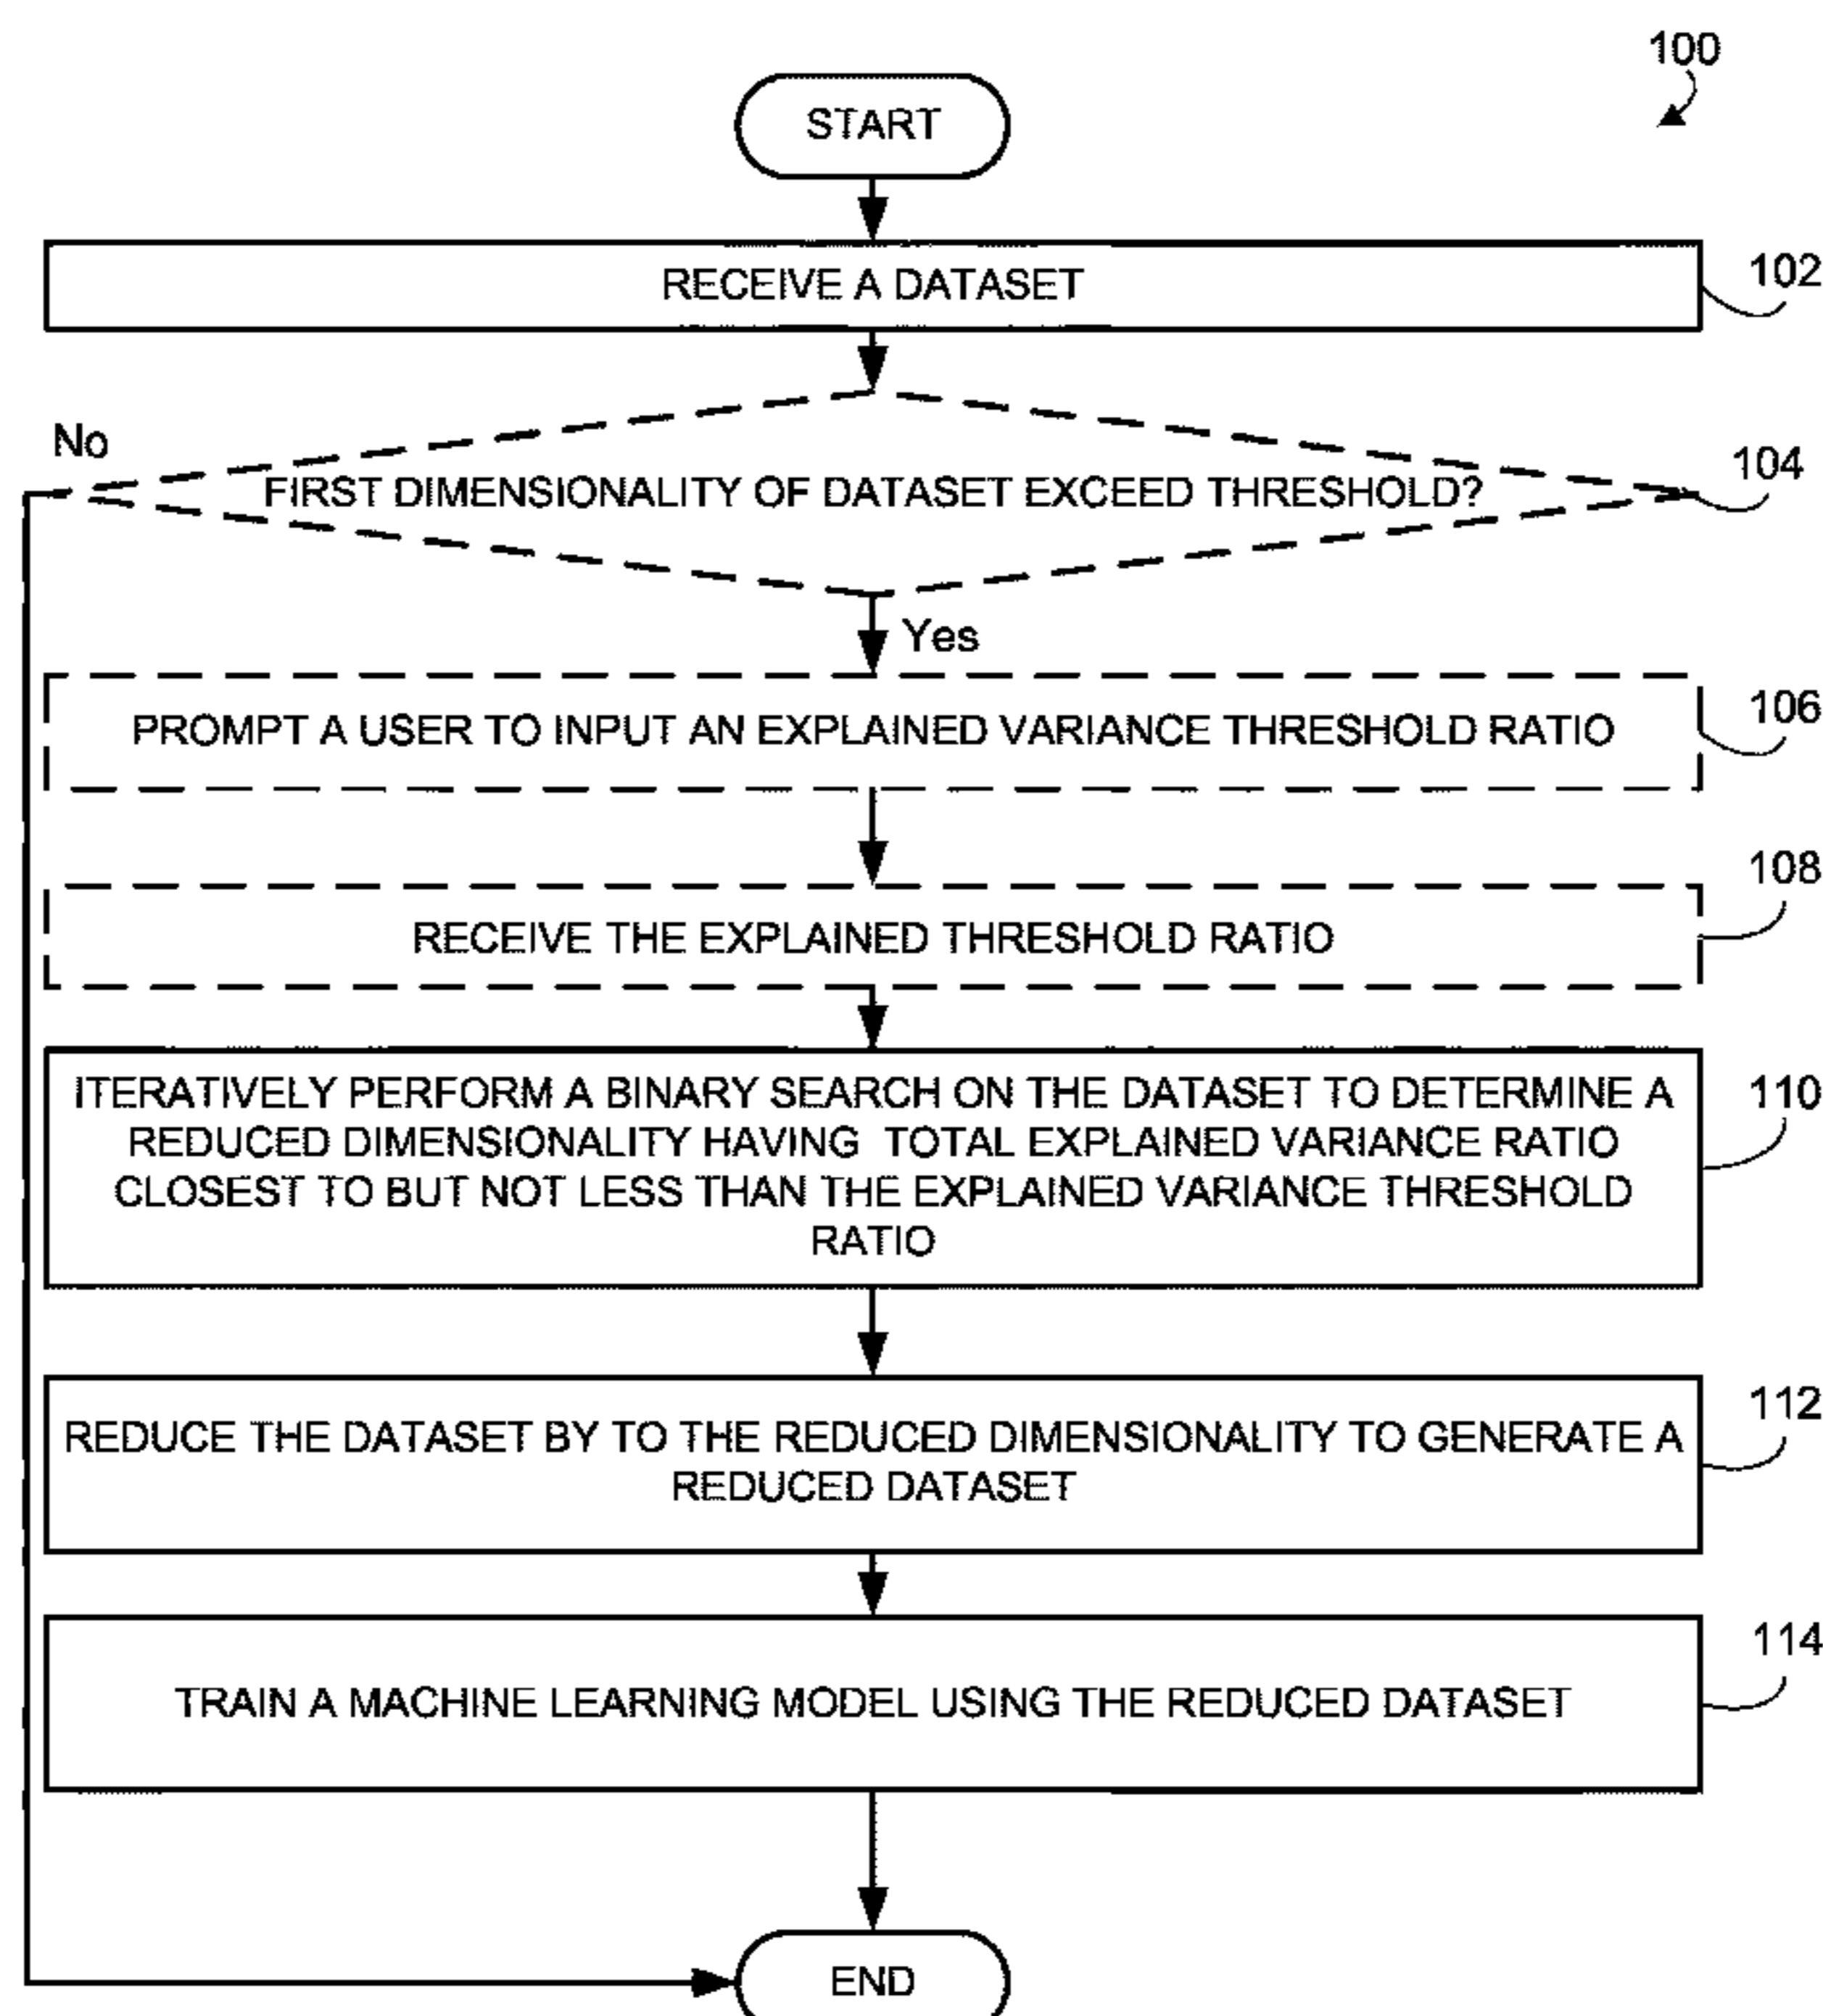 100
START
RECEIVE A DATASET
102
No
FIRST DIMENSIONALITY OF DATASET EXCEED THRESHOLD?
104
Yes
PROMPT A USER TO INPUT AN EXPLAINED VARIANCE THRESHOLD RATIO
106
RECEIVE THE EXPLAINED THRESHOLD RATIO
108
ITERATIVELY PERFORM A BINARY SEARCH ON THE DATASET TO DETERMINE A
REDUCED DIMENSIONALITY HAVING TOTAL EXPLAINED VARIANCE RATIO
CLOSEST TO BUT NOT LESS THAN THE EXPLAINED VARIANCE THRESHOLD
RATIO
110
REDUCE THE DATASET BY TO THE REDUCED DIMENSIONALITY TO GENERATE A
REDUCED DATASET
112
TRAIN A MACHINE LEARNING MODEL USING THE REDUCED DATASET
114
END